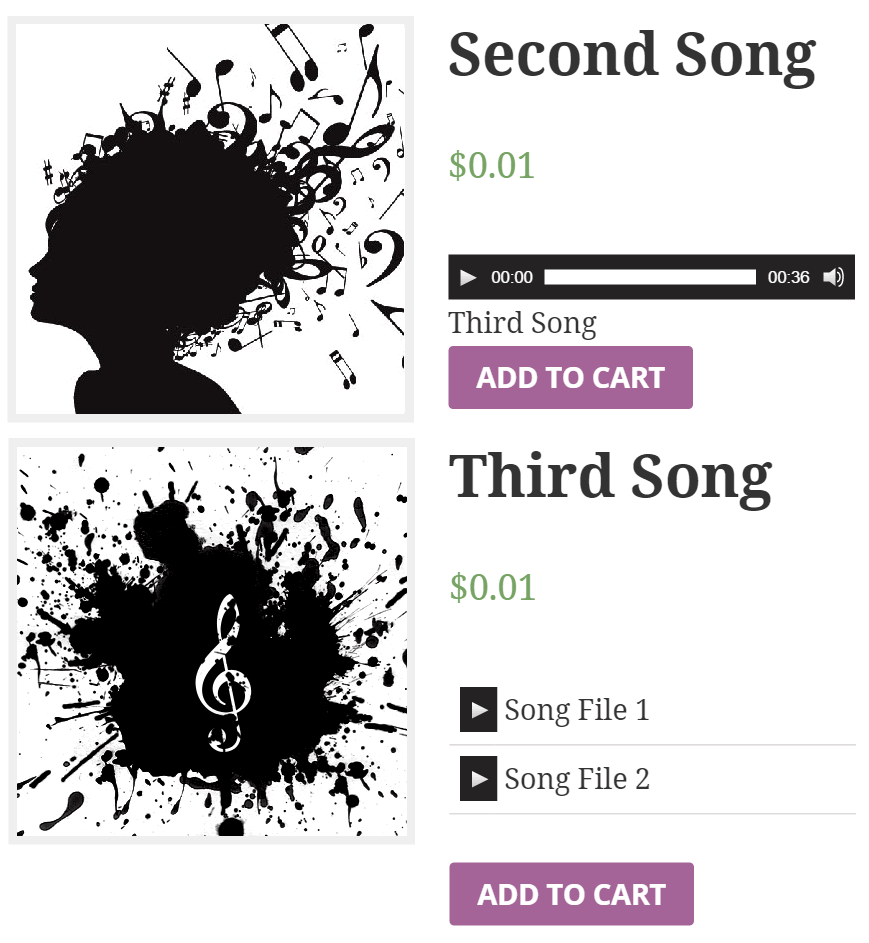 Second Song
$0.01
00:00 00:36
Third Song
ADD TO CART
Third Song
$0.01
Song File 1
Song File 2
ADD TO CART